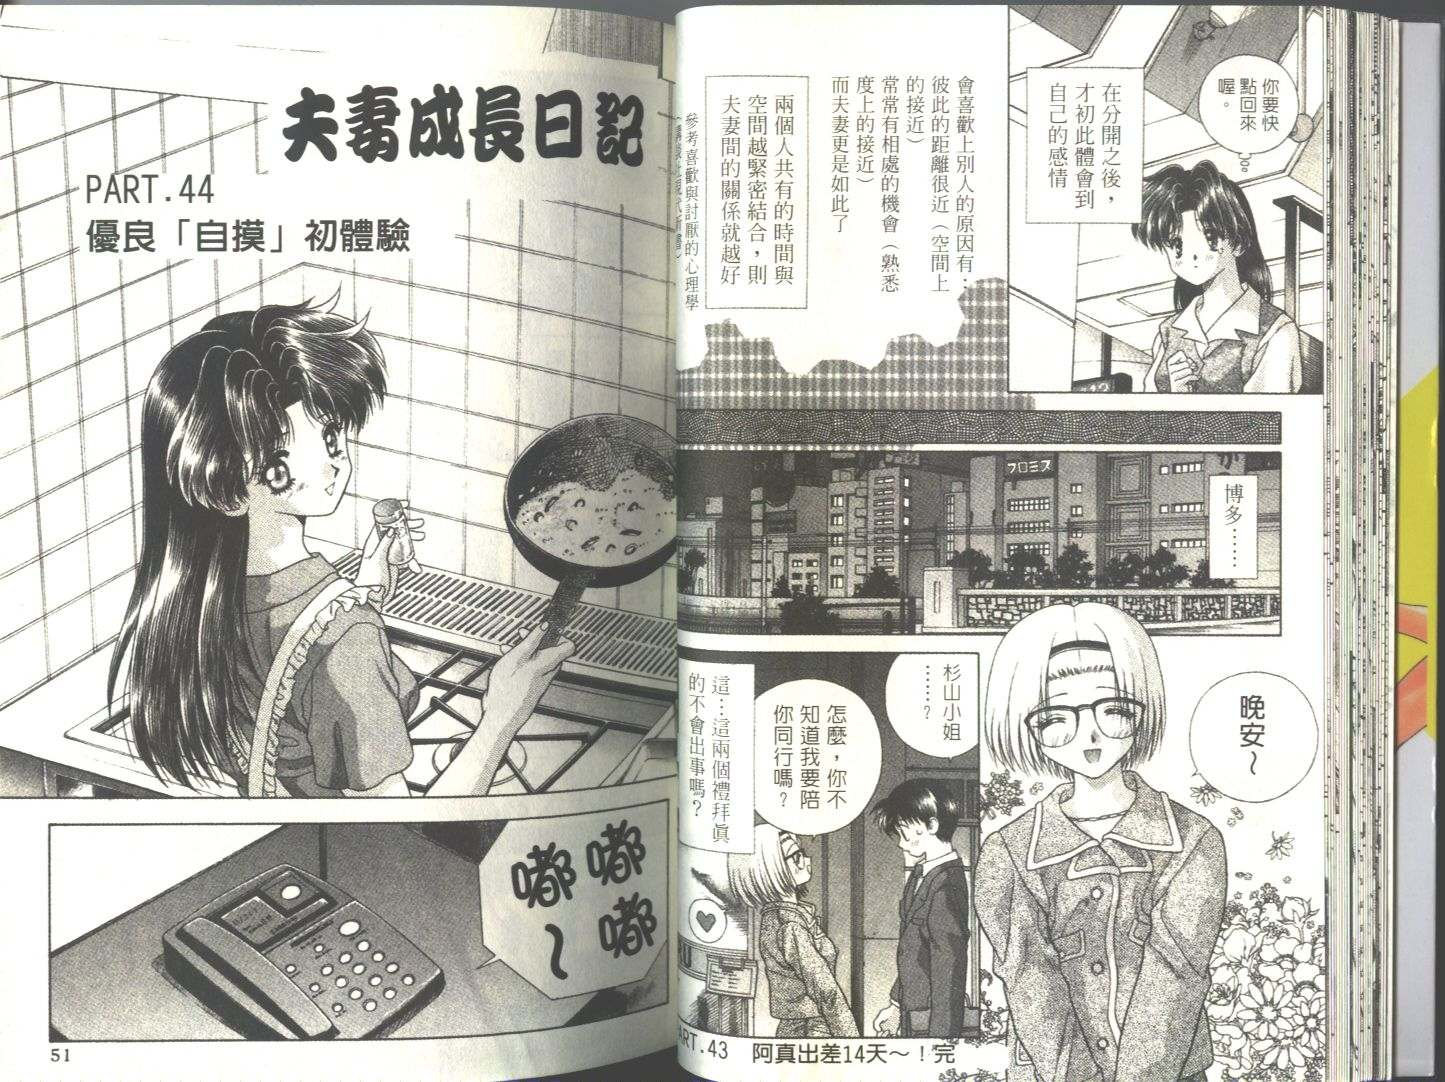 你要快
點回來
喔。
在分開之後，
才初此體會到
自己的感情
會喜歡上別人的原因有：
彼此的距離很近（空間上
的接近）
常常有相處的機會（熟悉
度上的接近）
而夫妻更是如此了
兩個人共有的時間與
空間越緊密結合，則
夫妻間的關係就越好
參考喜歡與討厭的心理學
プロミス
博多……
晚安～
杉山小姐
……？
怎麼，你不
知道我要陪
你同行嗎？
這…這兩個禮拜真
的不會出事嗎？
PART.43 阿真出差14天～！完
夫妻成長日記
PART.44
優良「自摸」初體驗
嘟嘟
嘟～
嘟
51